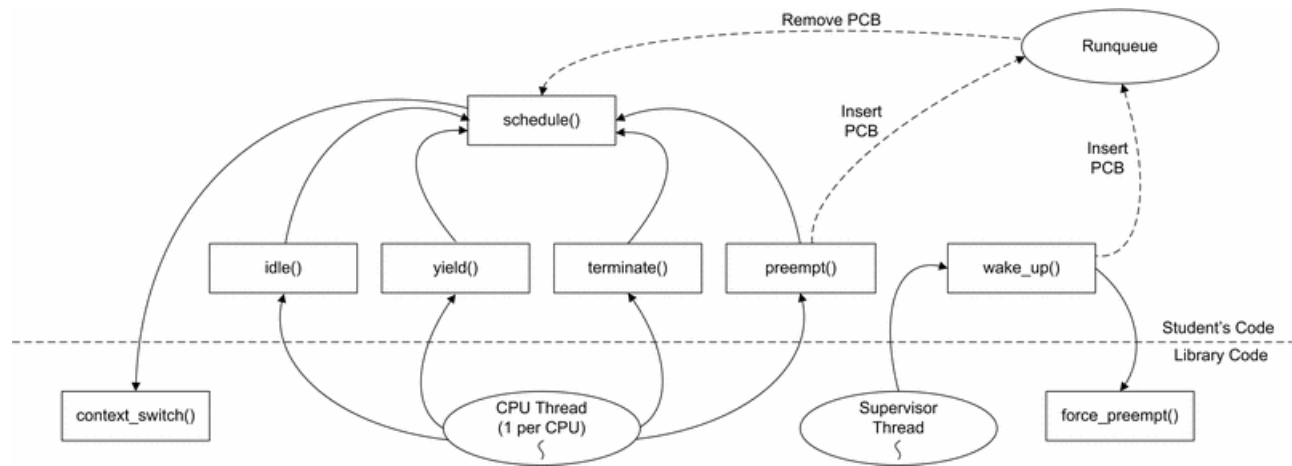 Remove PCB
Runqueue
schedule()
Insert
PCB
Insert
PCB
idle()
yield()
terminate()
preempt()
wake_up()
Student's Code
Library Code
context_switch()
CPU Thread
(1 per CPU)
Supervisor
Thread
force_preempt()